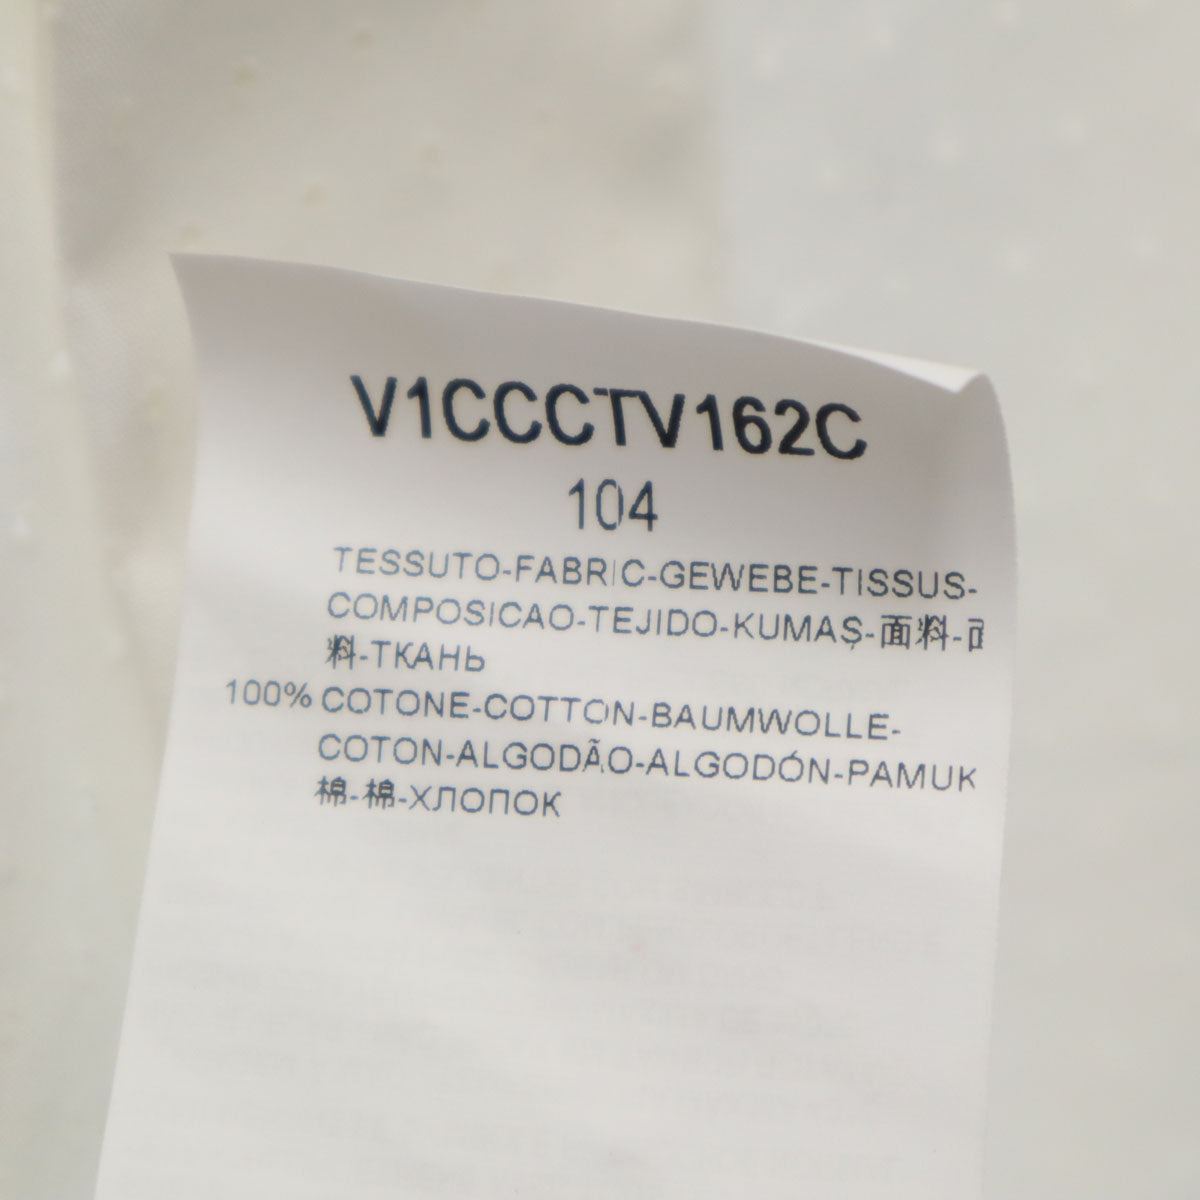 V1CCCTV162C
104
TESSUTO-FABRIC-GEWEBE-TISSUS-
COMPOSICAO-TEJIDO-KUMAŞ-面料-面
料-ТКАНЬ
100% COTONE-COTTON-BAUMWOLLE-
COTON-ALGODÃO-ALGODÓN-PAMUK
棉-棉-ХЛОПОК